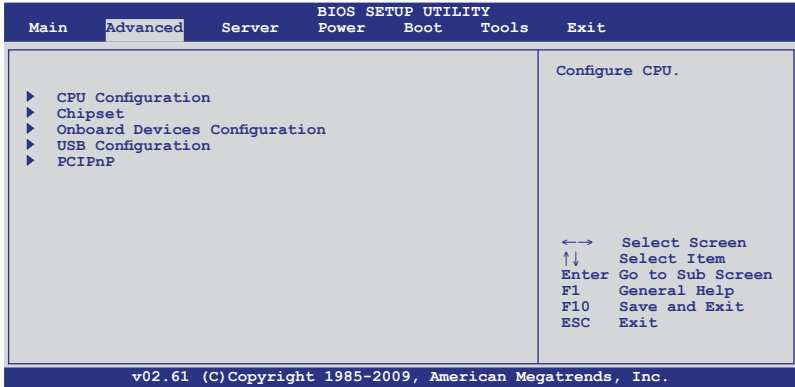 BIOS SETUP UTILITY
Main Advanced Server Power Boot Tools Exit
CPU Configuration
Chipset
Onboard Devices Configuration
USB Configuration
PCIPnP
Configure CPU.
←→ Select Screen
↑↓ Select Item
Enter Go to Sub Screen
F1 General Help
F10 Save and Exit
ESC Exit
v02.61 (C)Copyright 1985-2009, American Megatrends, Inc.